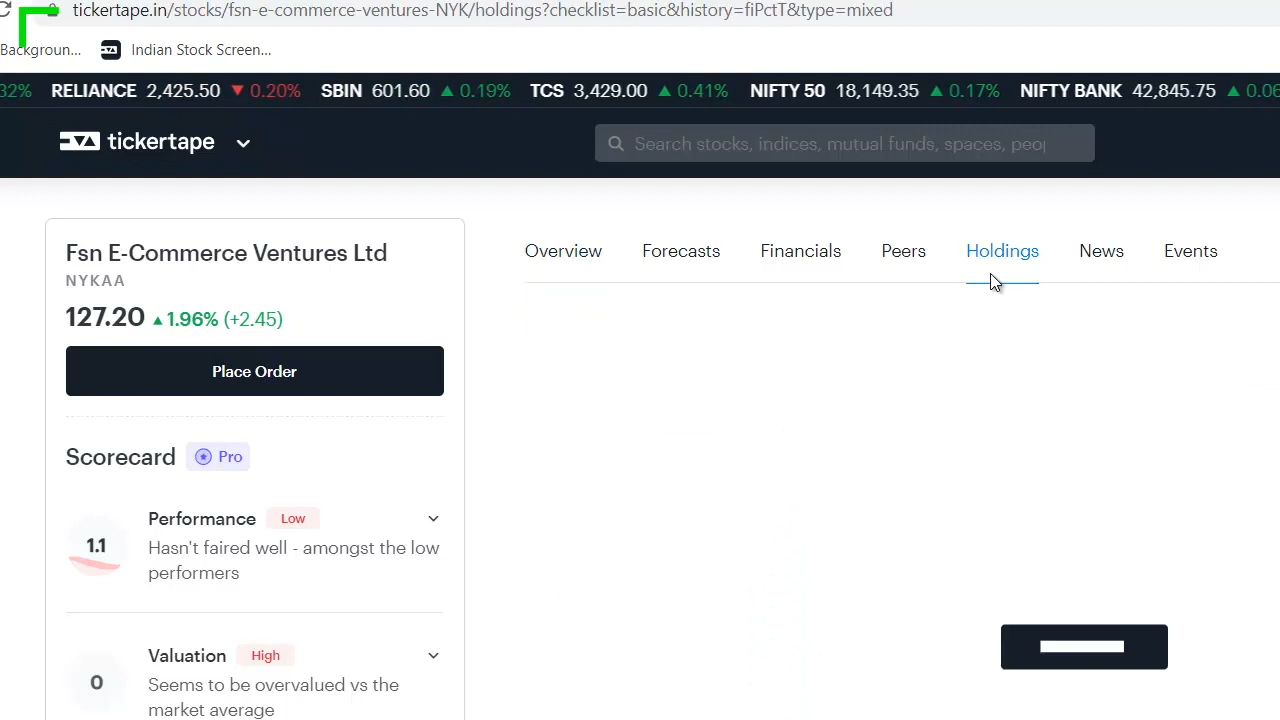 tickertape.in/stocks/fsn-e-commerce-ventures-NYK/holdings?checklist=basic&history=fiPctT&type=mixed
Backgroun... Indian Stock Screen...
32% RELIANCE 2,425.50 ▼ 0.20% SBIN 601.60 ▲ 0.19% TCS 3,429.00 ▲ 0.41% NIFTY 50 18,149.35 ▲ 0.17% NIFTY BANK 42,845.75 ▲ 0.06
tickertape
Search stocks, indices, mutual funds, spaces, peop
Fsn E-Commerce Ventures Ltd
NYKAA
127.20 ▲ 1.96% (+2.45)
Place Order
Scorecard Pro
Performance Low
1.1
Hasn't faired well - amongst the low
performers
Valuation High
0
Seems to be overvalued vs the
market average
Overview Forecasts Financials Peers Holdings News Events